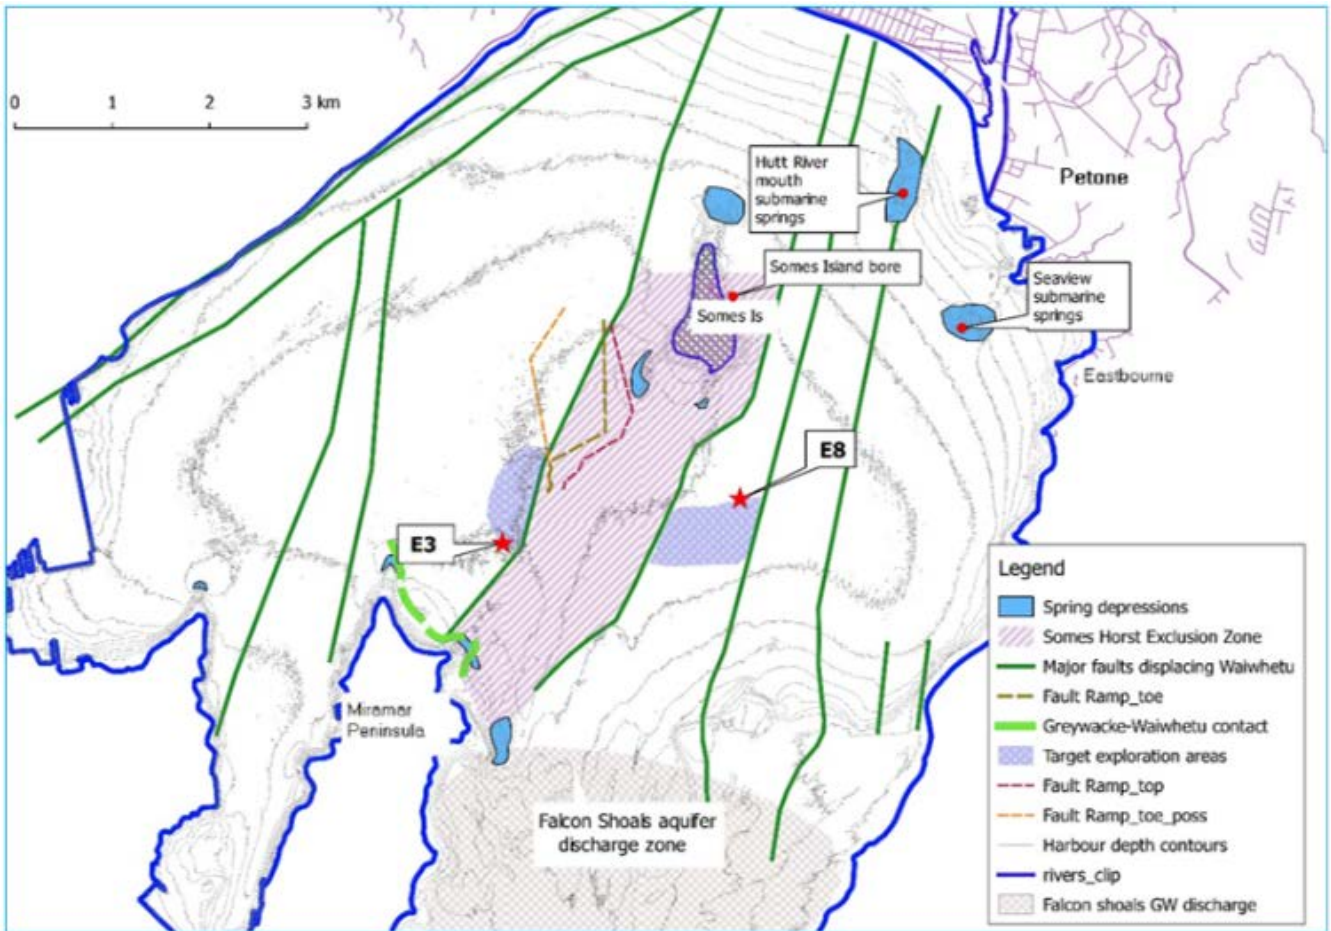 0 1 2 3 km
Hutt River
mouth
submarine
springs
Petone
Somes Island bore
Seaview
submarine
springs
Somes Is
Eastbourne
E8
E3
Miramar
Peninsula
Falcon Shoals aquifer
discharge zone
Legend
Spring depressions
Somes Horst Exclusion Zone
Major faults displacing Waiwhetu
Fault Ramp_toe
Greywacke-Waiwhetu contact
Target exploration areas
Fault Ramp_top
Fault Ramp_toe_poss
Harbour depth contours
rivers_clip
Falcon shoals GW discharge